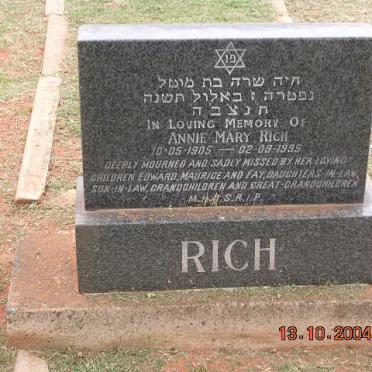 פנ
חיה שרה בת מוטל
נפטרה ז באלול תשנה
תנצבה
IN LOVING MEMORY OF
ANNIE MARY RICH
10-05-1905 — 02-09-1995
DEEPLY MOURNED AND SADLY MISSED BY HER LOVING
CHILDREN EDWARD, MAURICE AND FAY, DAUGHTERS-IN-LAW,
SON-IN-LAW, GRANDCHILDREN AND GREAT-GRANDCHILDREN
M.H.D.S.R.I.P.
RICH
13.10.2004